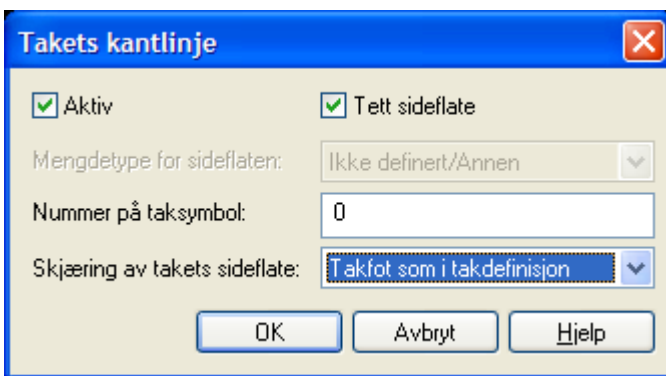 Takets kantlinje
Aktiv Tett sideflate
Mengdetype for sideflaten: Ikke definert/Annen
Nummer på taksymbol: 0
Skjæring av takets sideflate: Takfot som i takdefinisjon
OK Avbryt Hjelp